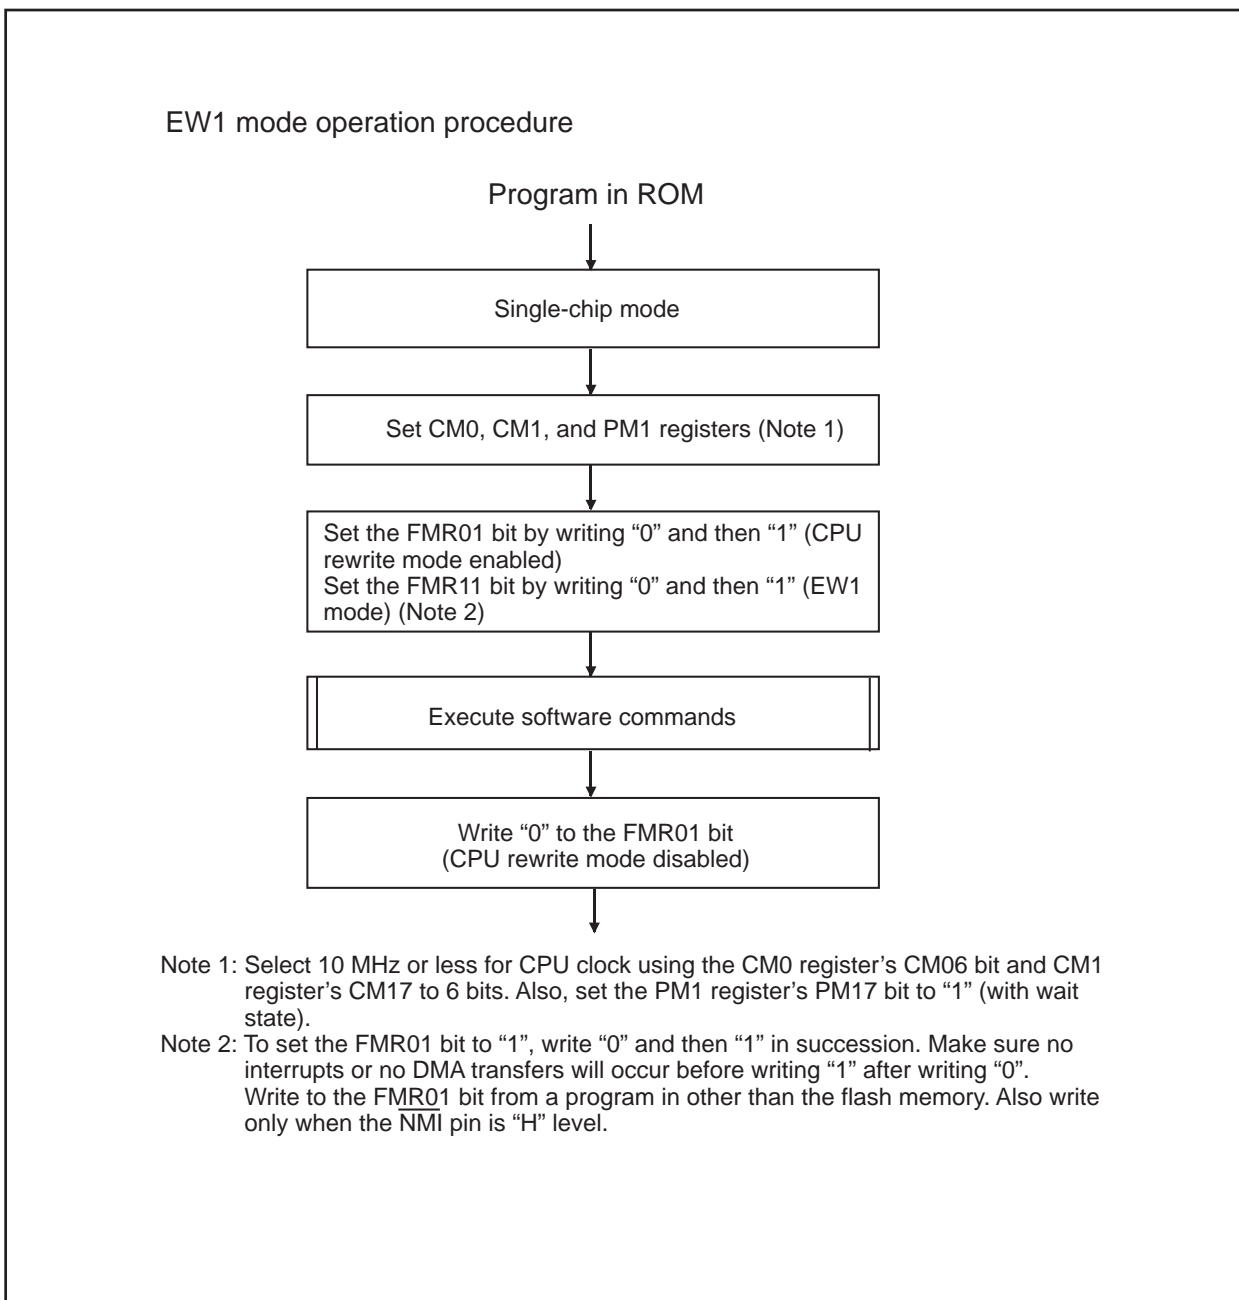 EW1 mode operation procedure
Program in ROM
Single-chip mode
Set CM0, CM1, and PM1 registers (Note 1)
Set the FMR01 bit by writing “0” and then “1” (CPU
rewrite mode enabled)
Set the FMR11 bit by writing “0” and then “1” (EW1
mode) (Note 2)
Execute software commands
Write “0” to the FMR01 bit
(CPU rewrite mode disabled)
Note 1: Select 10 MHz or less for CPU clock using the CM0 register’s CM06 bit and CM1
register’s CM17 to 6 bits. Also, set the PM1 register’s PM17 bit to “1” (with wait
state).
Note 2: To set the FMR01 bit to “1”, write “0” and then “1” in succession. Make sure no
interrupts or no DMA transfers will occur before writing “1” after writing “0”.
Write to the FMR01 bit from a program in other than the flash memory. Also write
only when the N̅M̅I̅ pin is “H” level.